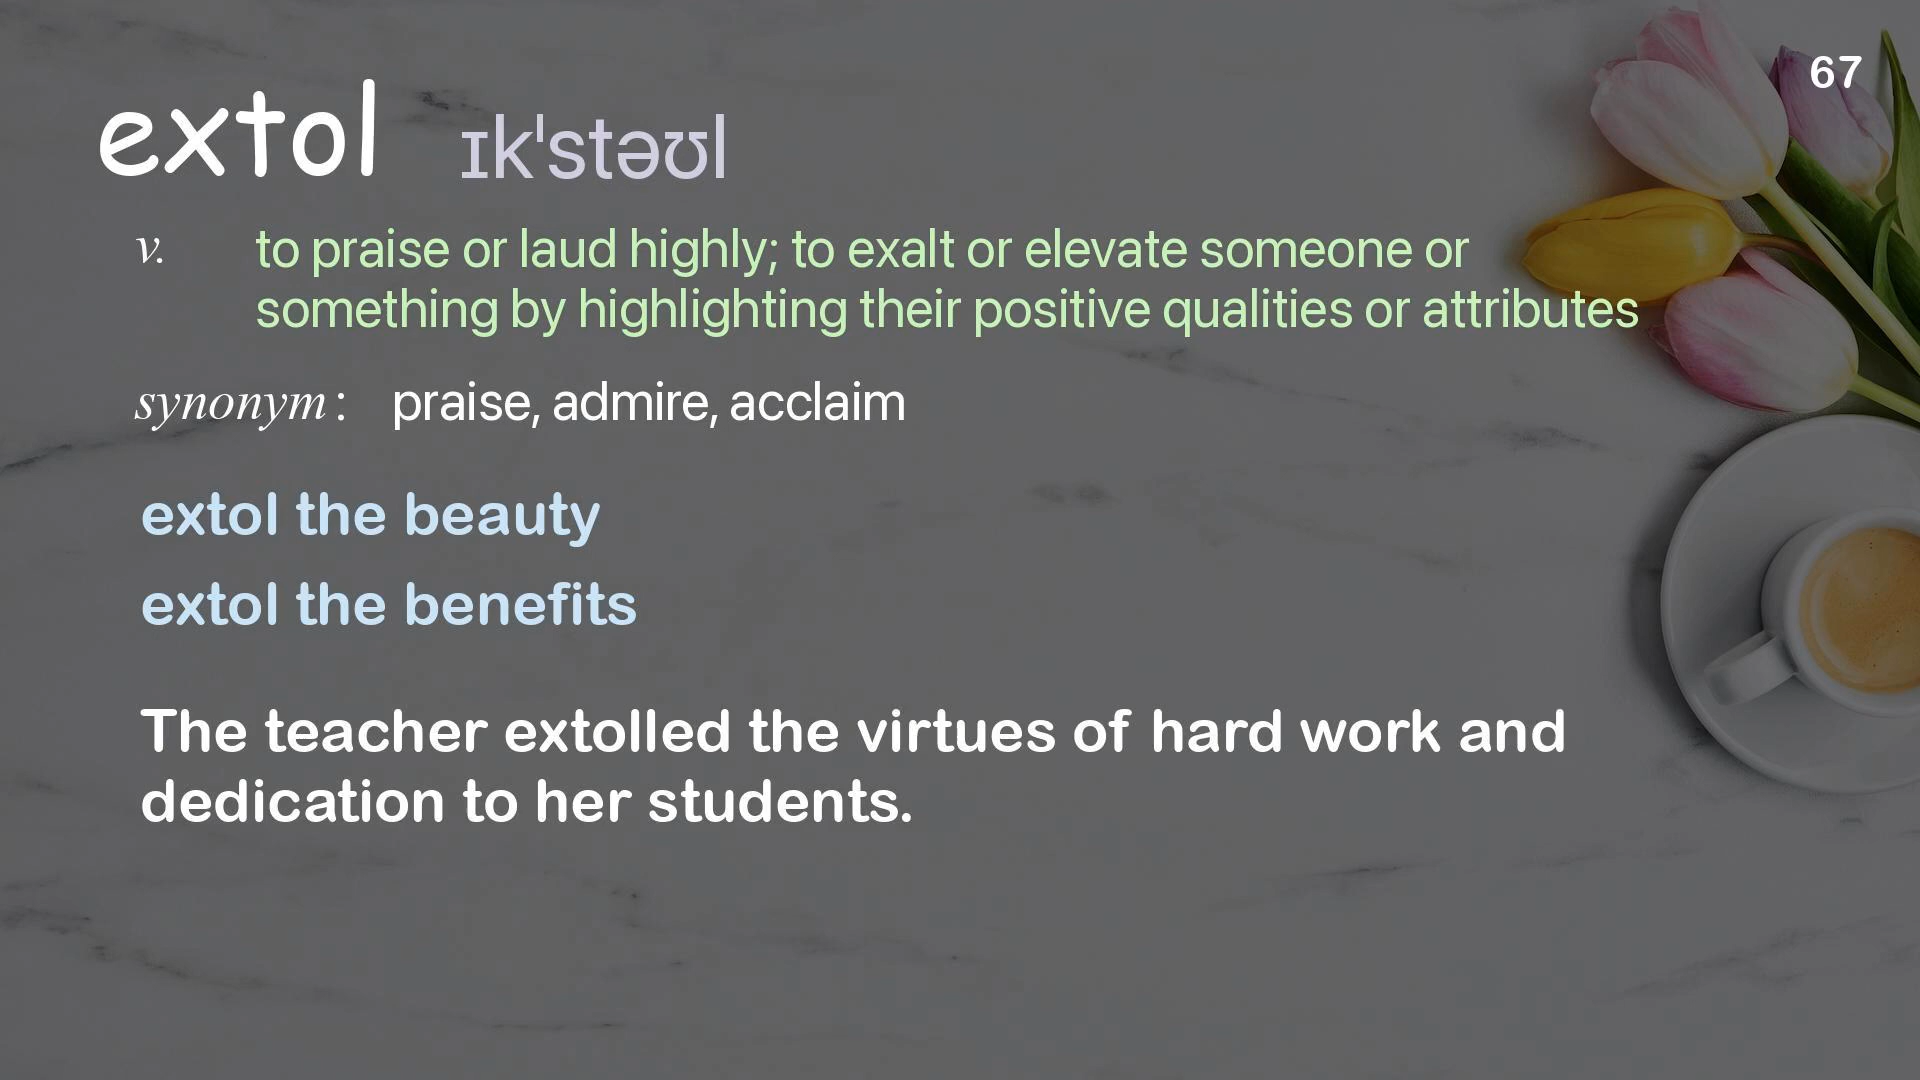 67
extol ɪkˈstəʊl
v. to praise or laud highly; to exalt or elevate someone or
something by highlighting their positive qualities or attributes
synonym: praise, admire, acclaim
extol the beauty
extol the benefits
The teacher extolled the virtues of hard work and
dedication to her students.